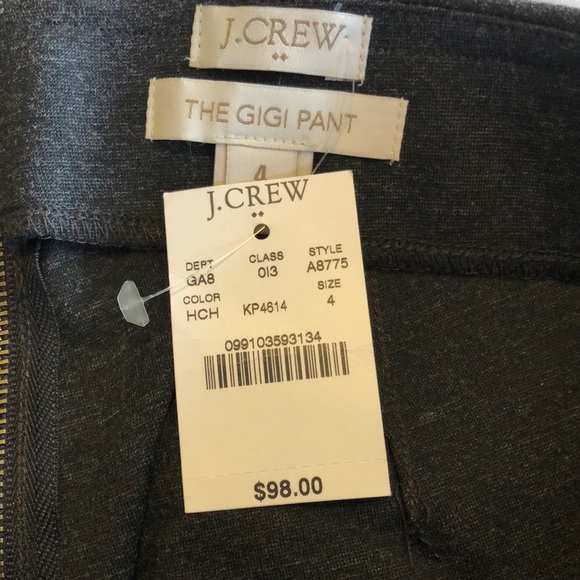 J.CREW
THE GIGI PANT
4
J.CREW
DEPT CLASS STYLE
GA8 013 A8775
COLOR SIZE
HCH KP4614 4
099103593134
$98.00